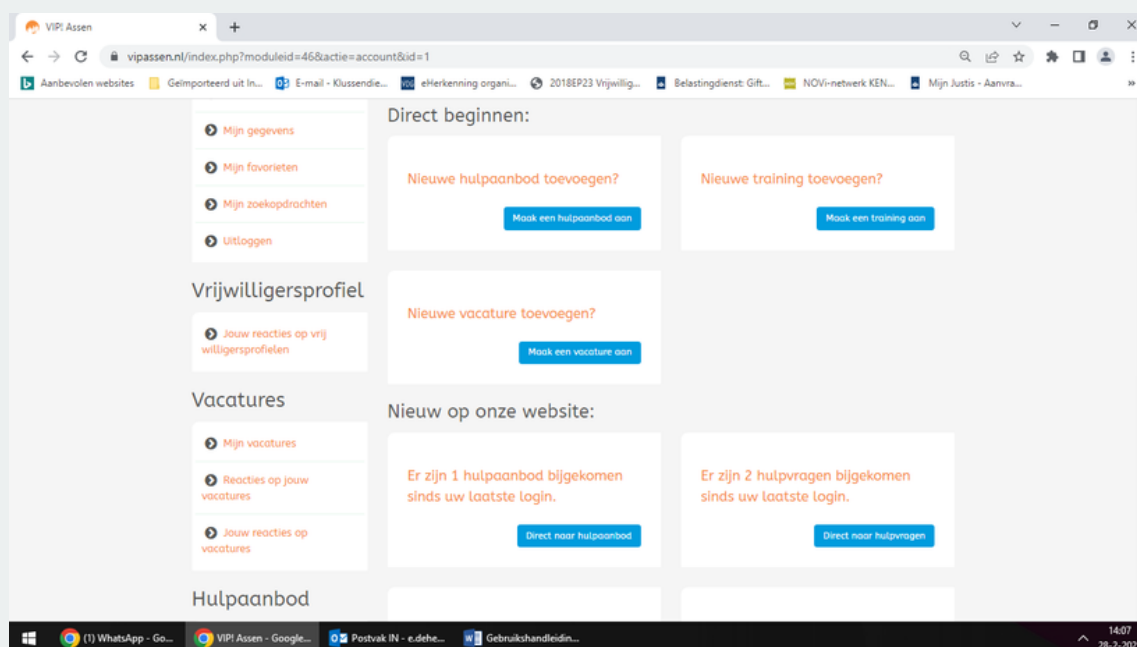 VIP! Assen
vipassen.nl/index.php?moduleid=46&actie=account&id=1
Aanbevolen websites
Geïmporteerd uit In...
E-mail - Klussendie...
eHerkenning organi...
2018EP23 Vrijwillig...
Belastingdienst: Gift...
NOVi-netwerk KEN...
Mijn Justis - Aanvra...
»
Mijn gegevens
Mijn favorieten
Mijn zoekopdrachten
Uitloggen
Vrijwilligersprofiel
Jouw reacties op vrij
willigersprofielen
Vacatures
Mijn vacatures
Reacties op jouw
vacatures
Jouw reacties op
vacatures
Hulpaanbod
Direct beginnen:
Nieuwe hulpaanbod toevoegen?
Maak een hulpaanbod aan
Nieuwe training toevoegen?
Maak een training aan
Nieuwe vacature toevoegen?
Maak een vacature aan
Nieuw op onze website:
Er zijn 1 hulpaanbod bijgekomen
sinds uw laatste login.
Direct naar hulpaanbod
Er zijn 2 hulpvragen bijgekomen
sinds uw laatste login.
Direct naar hulpvragen
(1) WhatsApp - Go...
VIP! Assen - Google...
Postvak IN - e.dehe...
Gebruikshandleidin...
14:07
28-2-202